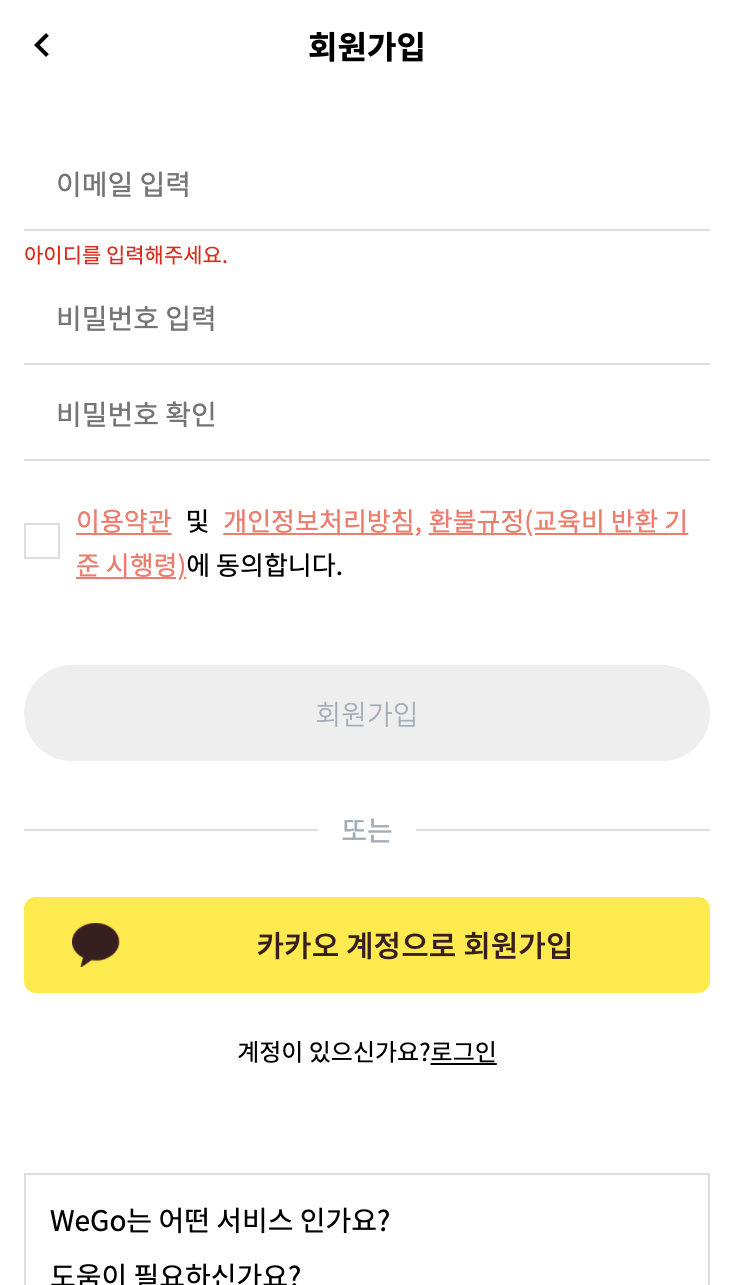 회원가입
이메일 입력
아이디를 입력해주세요.
비밀번호 입력
비밀번호 확인
이용약관 및 개인정보처리방침, 환불규정(교육비 반환 기
준 시행령)에 동의합니다.
회원가입
또는
카카오 계정으로 회원가입
계정이 있으신가요?로그인
WeGo는 어떤 서비스 인가요?
도움이 필요하신가요?